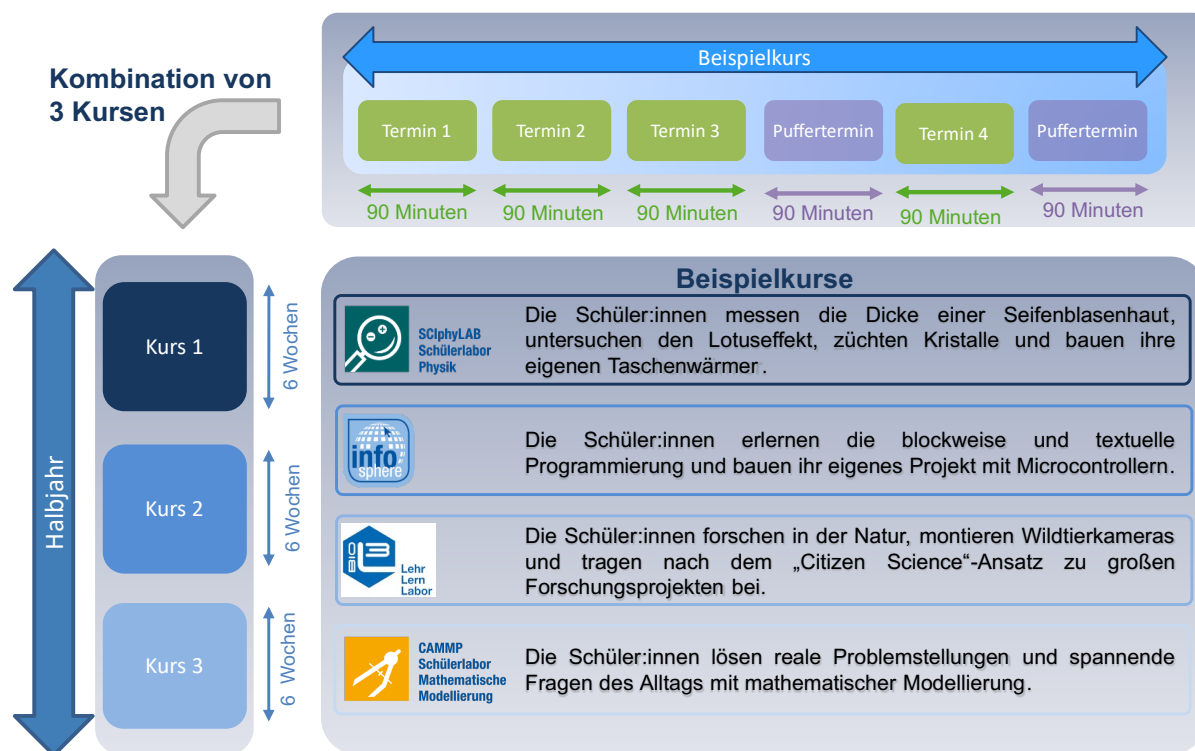 Kombination von
3 Kursen
Beispielkurs
Termin 1
Termin 2
Termin 3
Puffertermin
Termin 4
Puffertermin
90 Minuten
90 Minuten
90 Minuten
90 Minuten
90 Minuten
90 Minuten
Halbjahr
Kurs 1
6 Wochen
Kurs 2
6 Wochen
Kurs 3
6 Wochen
Beispielkurse
SCIphyLAB
Schülerlabor
Physik
Die Schüler:innen messen die Dicke einer Seifenblasenhaut,
untersuchen den Lotuseffekt, züchten Kristalle und bauen ihre
eigenen Taschenwärmer.
info
sphere
Die Schüler:innen erlernen die blockweise und textuelle
Programmierung und bauen ihr eigenes Projekt mit Microcontrollern.
BIO
L3
Lehr
Lern
Labor
Die Schüler:innen forschen in der Natur, montieren Wildtierkameras
und tragen nach dem „Citizen Science“-Ansatz zu großen
Forschungsprojekten bei.
CAMMP
Schülerlabor
Mathematische
Modellierung
Die Schüler:innen lösen reale Problemstellungen und spannende
Fragen des Alltags mit mathematischer Modellierung.